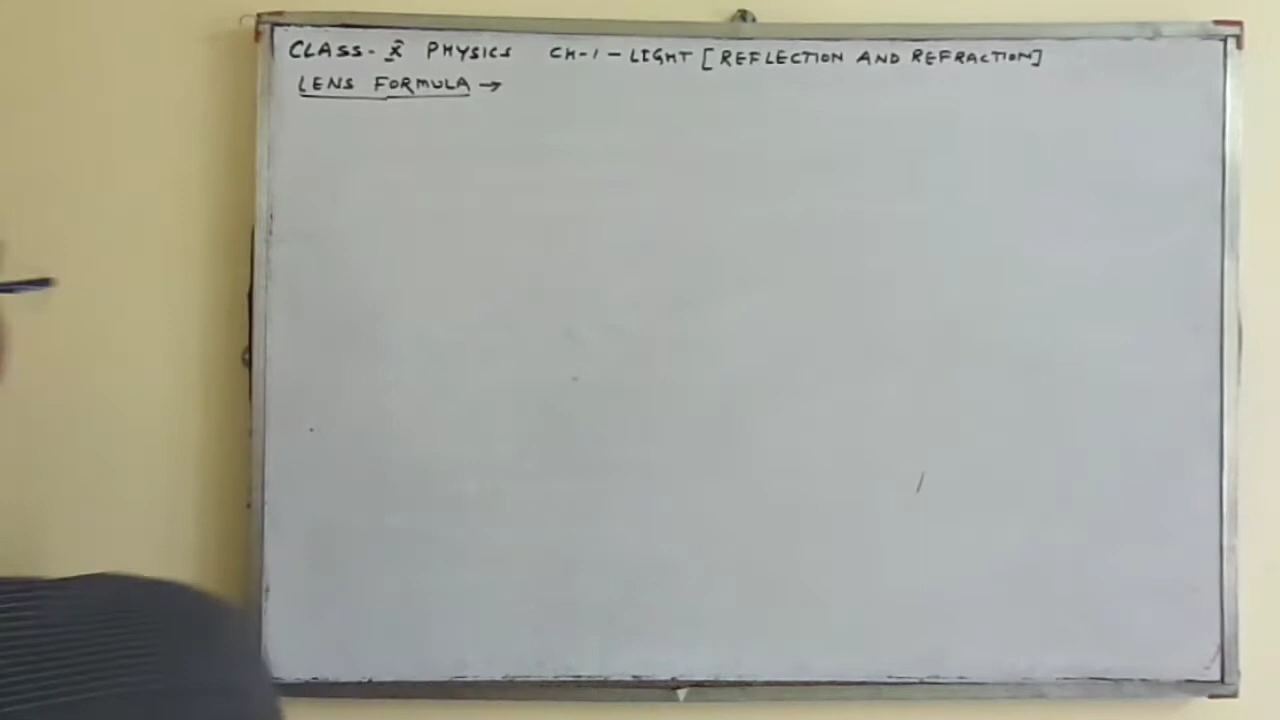 CLASS-X PHYSICS CH-1-LIGHT [REFLECTION AND REFRACTION]
LENS FORMULA →